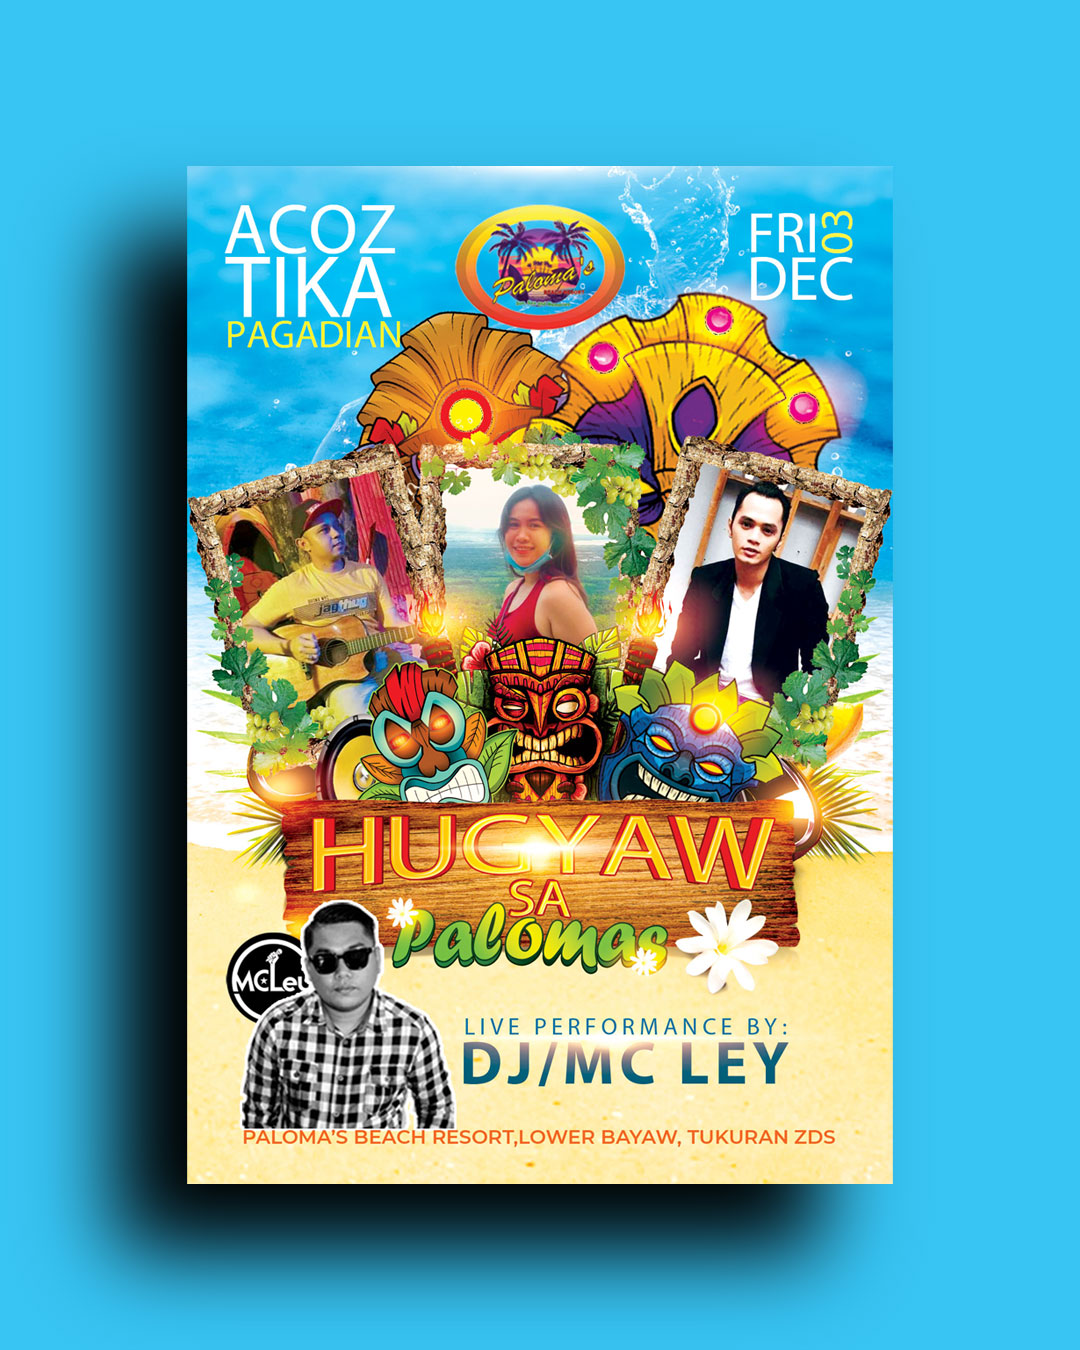 ACOZ
TIKA
PAGADIAN
Paloma's
FRI 03
DEC
jagthug
HUGYAW
SA
Palomas
MCLey
LIVE PERFORMANCE BY:
DJ/MC LEY
PALOMA'S BEACH RESORT,LOWER BAYAW, TUKURAN ZDS